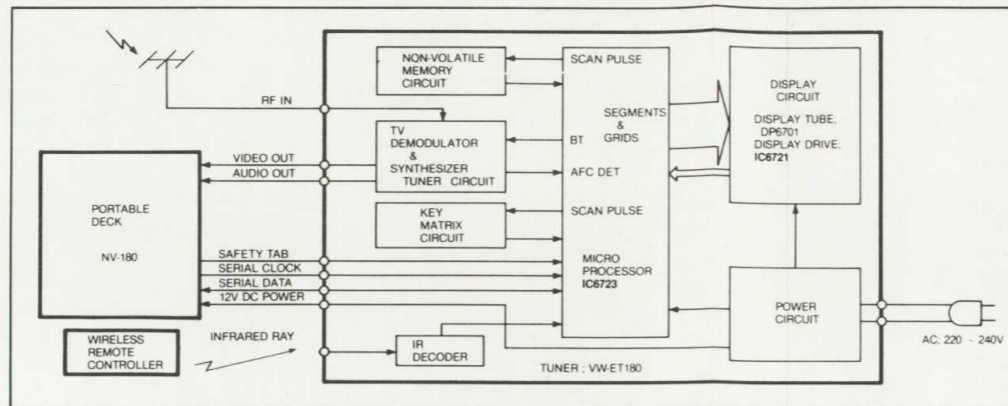 NON-VOLATILE
MEMORY
CIRCUIT
SCAN PULSE
SEGMENTS
&
GRIDS
DISPLAY
CIRCUIT
DISPLAY TUBE;
DP6701
DISPLAY DRIVE;
IC6721
RF IN
TV
DEMODULATOR
&
SYNTHESIZER
TUNER CIRCUIT
BT
AFC DET
VIDEO OUT
AUDIO OUT
PORTABLE
DECK
NV-180
KEY
MATRIX
CIRCUIT
SCAN PULSE
MICRO
PROCESSOR
IC6723
SAFETY TAB
SERIAL CLOCK
SERIAL DATA
12V DC POWER
POWER
CIRCUIT
AC; 220 - 240V
WIRELESS
REMOTE
CONTROLLER
INFRARED RAY
IR
DECODER
TUNER ; VW-ET180